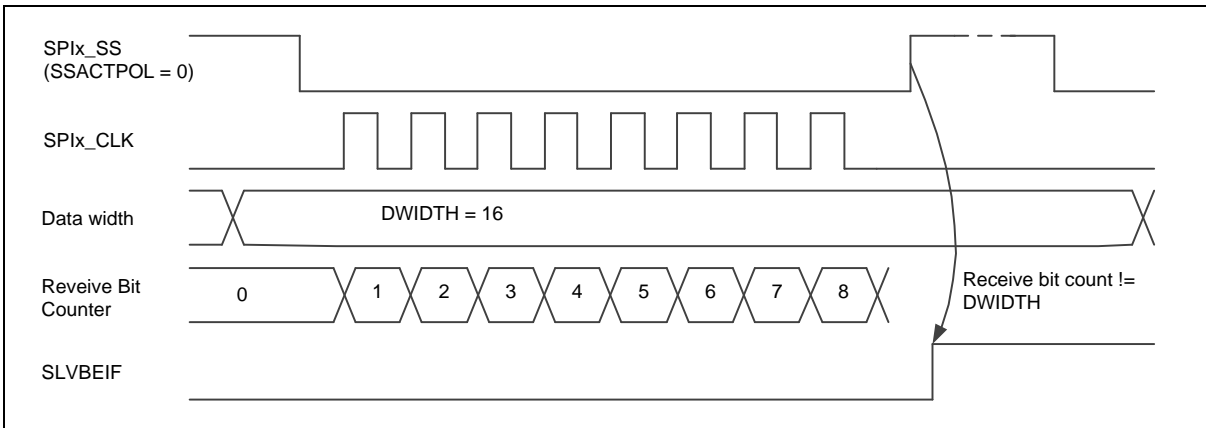 SPIx_SS
(SSACTPOL = 0)
SPIx_CLK
Data width
DWIDTH = 16
Reveive Bit
Counter
0
1
2
3
4
5
6
7
8
Receive bit count !=
DWIDTH
SLVBEIF